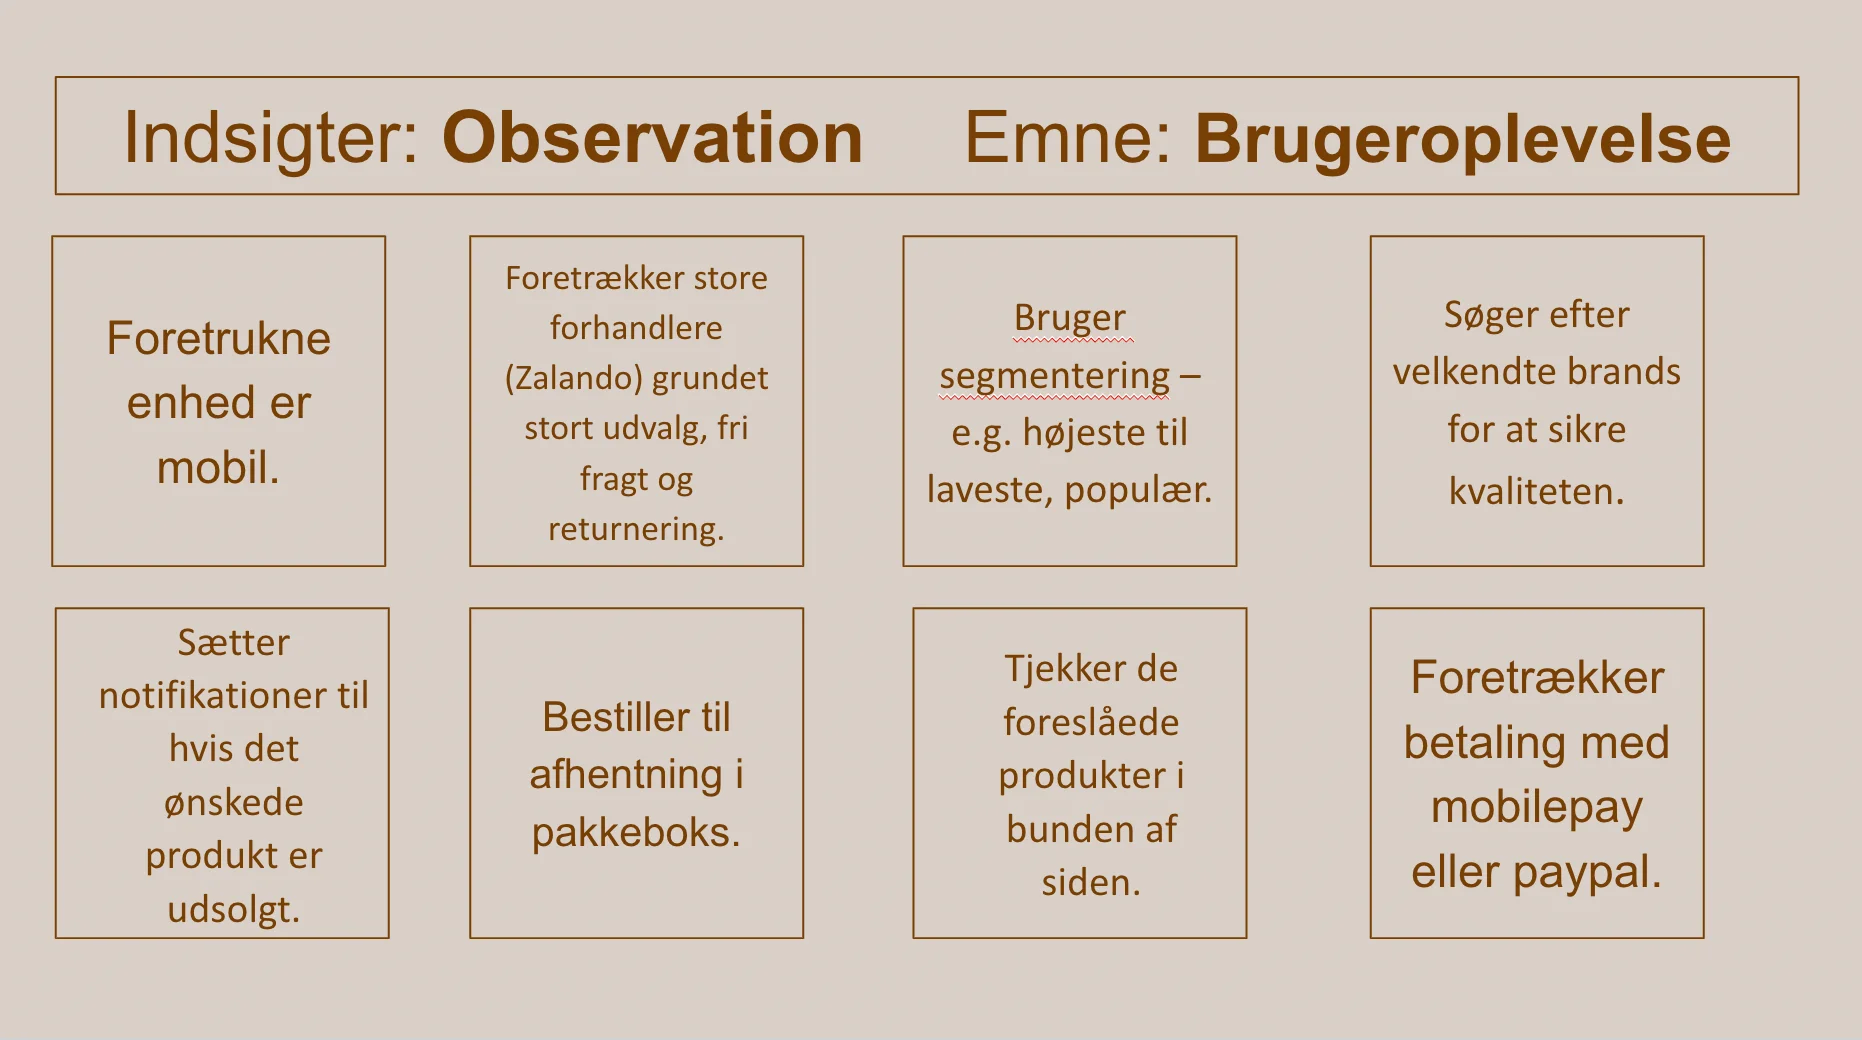 Indsigter: Observation Emne: Brugeroplevelse
Foretrukne
enhed er
mobil.
Foretrækker store
forhandlere
(Zalando) grundet
stort udvalg, fri
fragt og
returnering.
Bruger
segmentering –
e.g. højeste til
laveste, populær.
Søger efter
velkendte brands
for at sikre
kvaliteten.
Sætter
notifikationer til
hvis det
ønskede
produkt er
udsolgt.
Bestiller til
afhentning i
pakkeboks.
Tjekker de
foreslåede
produkter i
bunden af
siden.
Foretrækker
betaling med
mobilepay
eller paypal.